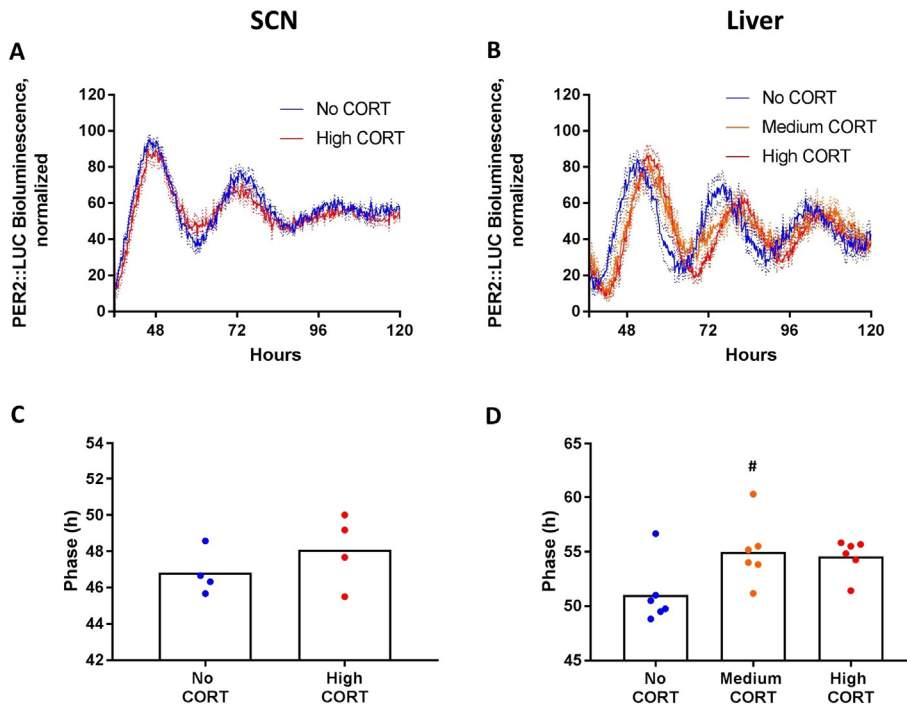 SCN
Liver
A
PER2::LUC Bioluminescence,
normalized
120
100
80
60
40
20
0
48
72
96
120
Hours
No CORT
High CORT
B
PER2::LUC Bioluminescence,
normalized
120
100
80
60
40
20
0
48
72
96
120
Hours
No CORT
Medium CORT
High CORT
C
Phase (h)
54
52
50
48
46
44
42
No
CORT
High
CORT
D
Phase (h)
65
60
55
50
45
#
No
CORT
Medium
CORT
High
CORT